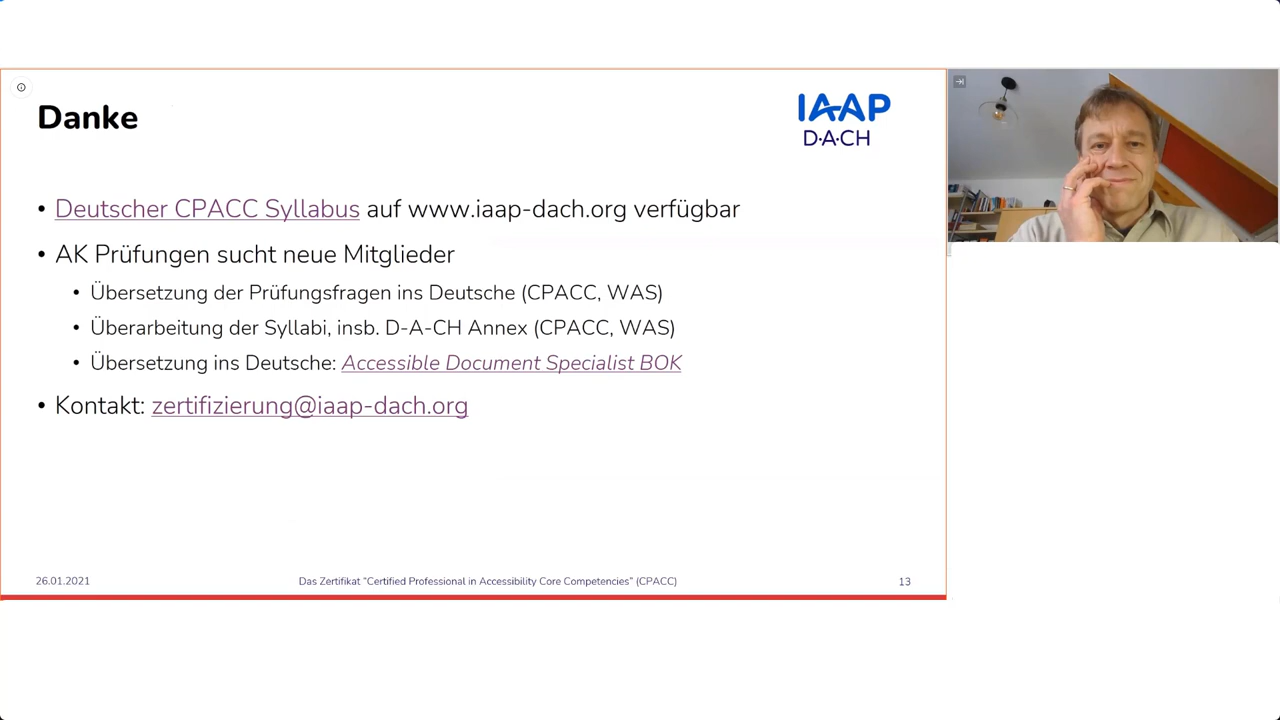 Danke
IAAP
D·A·CH
• Deutscher CPACC Syllabus auf www.iaap-dach.org verfügbar
• AK Prüfungen sucht neue Mitglieder
• Übersetzung der Prüfungsfragen ins Deutsche (CPACC, WAS)
• Überarbeitung der Syllabi, insb. D-A-CH Annex (CPACC, WAS)
• Übersetzung ins Deutsche: Accessible Document Specialist BOK
• Kontakt: zertifizierung@iaap-dach.org
26.01.2021
Das Zertifikat "Certified Professional in Accessibility Core Competencies" (CPACC)
13